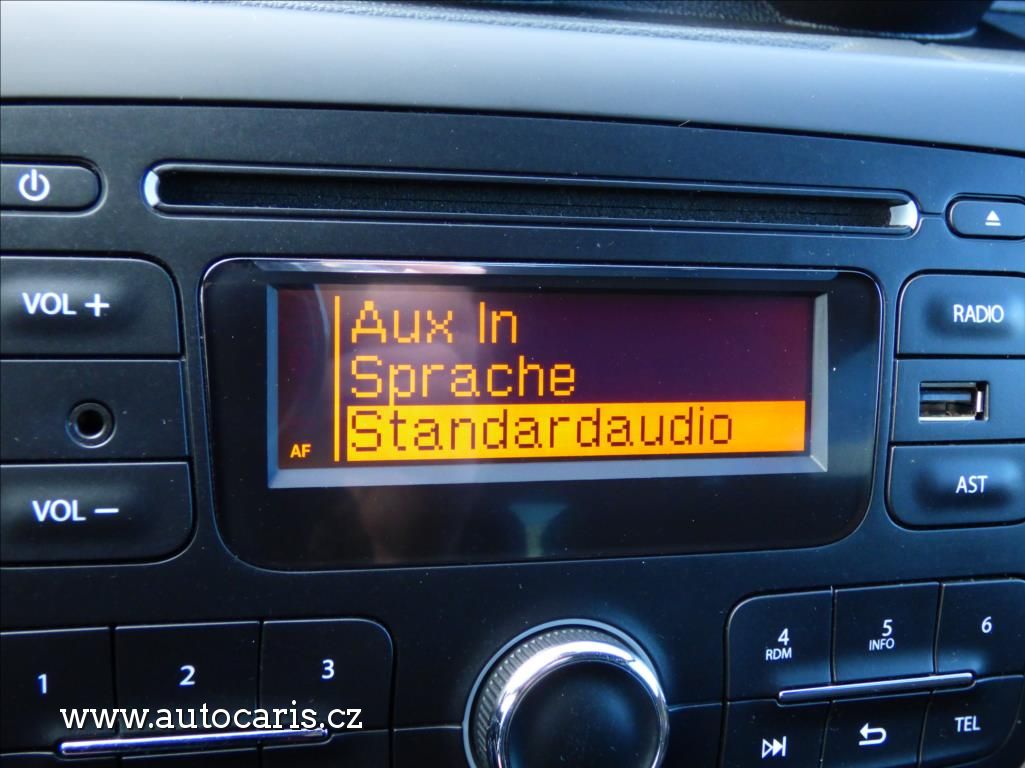 VOL +
Aux In
RADIO
Sprache
Standardaudio
AF
AST
VOL −
4
RDM
5
INFO
6
1
2
3
TEL
www.autocaris.cz